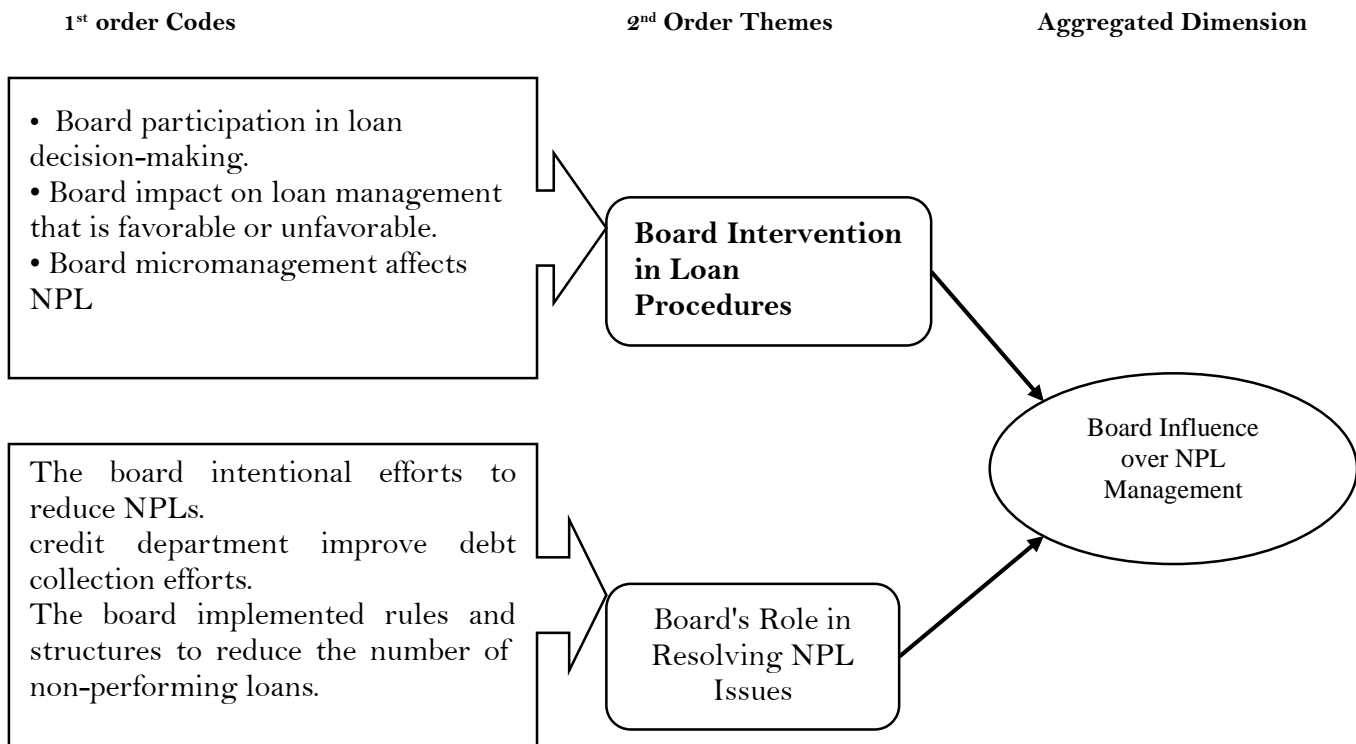 1st order Codes
2nd Order Themes
Aggregated Dimension
• Board participation in loan
decision-making.
• Board impact on loan management
that is favorable or unfavorable.
• Board micromanagement affects
NPL
Board Intervention
in Loan
Procedures
The board intentional efforts to
reduce NPLs.
credit department improve debt
collection efforts.
The board implemented rules and
structures to reduce the number of
non-performing loans.
Board's Role in
Resolving NPL
Issues
Board Influence
over NPL
Management